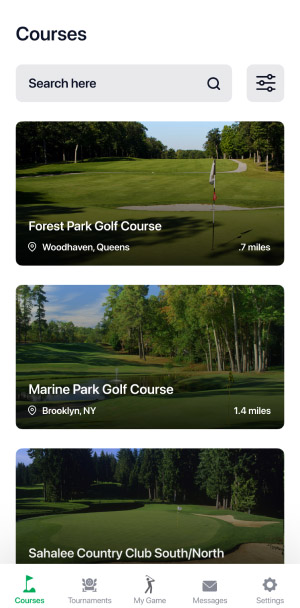 Courses
Search here
Forest Park Golf Course
Woodhaven, Queens .7 miles
Marine Park Golf Course
Brooklyn, NY 1.4 miles
Sahalee Country Club South/North
Courses Tournaments My Game Messages Settings